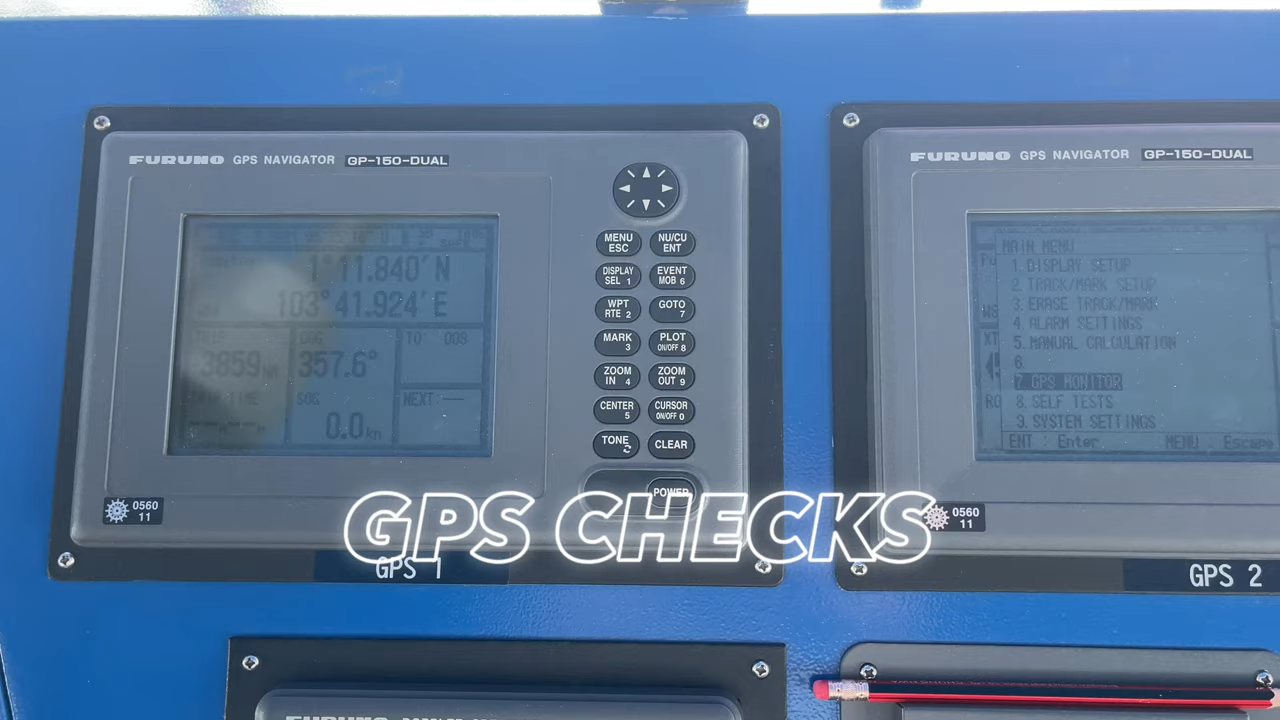 FURUNO GPS NAVIGATOR GP-150-DUAL
1°11.840' N
103°41.924' E
COG
TO 009
3859
357.6°
SOG
NEXT:
0.0 kn
MENU
ESC
NU/CU
ENT
DISPLAY
SEL 1
EVENT
MOB 6
WPT
RTE 2
GOTO
7
MARK
3
PLOT
ON/OFF 8
ZOOM
IN 4
ZOOM
OUT 9
CENTER
5
CURSOR
ON/OFF 0
TONE
CLEAR
POWER
0560
11
GPS 1
FURUNO GPS NAVIGATOR GP-150-DUAL
MAIN MENU
1. DISPLAY SETUP
2. TRACK/MARK SETUP
3. ERASE TRACK/MARK
4. ALARM SETTINGS
5. MANUAL CALCULATION
6.
7. GPS MONITOR
8. SELF TESTS
9. SYSTEM SETTINGS
ENT : Enter MENU : Escape
0560
11
GPS 2
GPS CHECKS
FURUNO